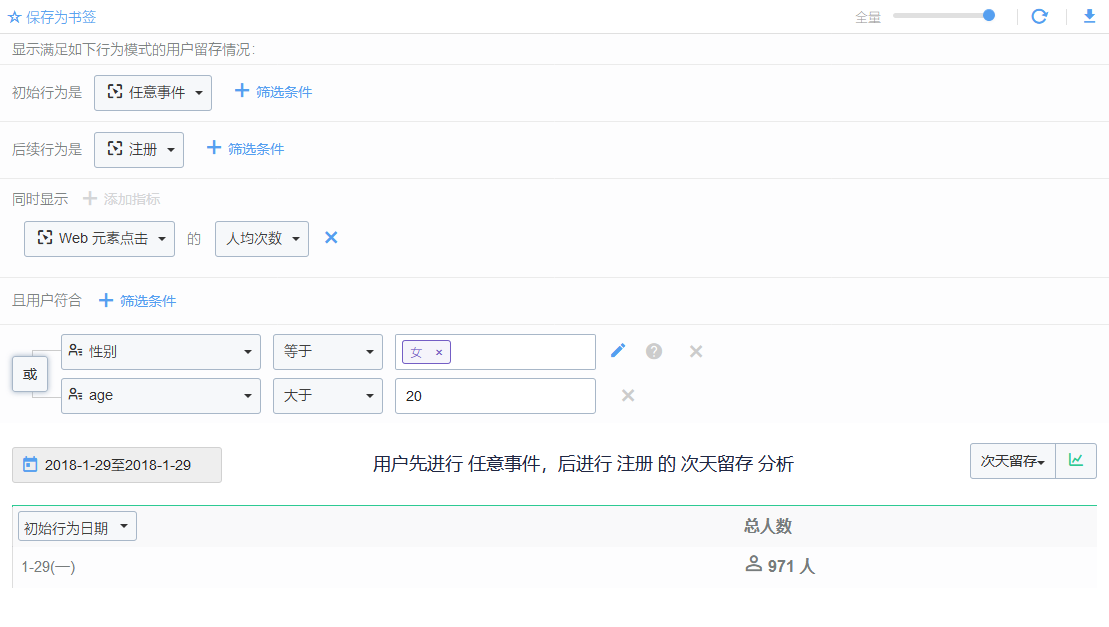 保存为书签 全量
显示满足如下行为模式的用户留存情况:
初始行为是 任意事件 筛选条件
后续行为是 注册 筛选条件
同时显示 添加指标
Web 元素点击 的 人均次数
且用户符合 筛选条件
性别 等于 女 ×
或
age 大于 20
2018-1-29至2018-1-29 用户先进行 任意事件，后进行 注册 的 次天留存 分析 次天留存
初始行为日期 总人数
1-29(一) 971 人